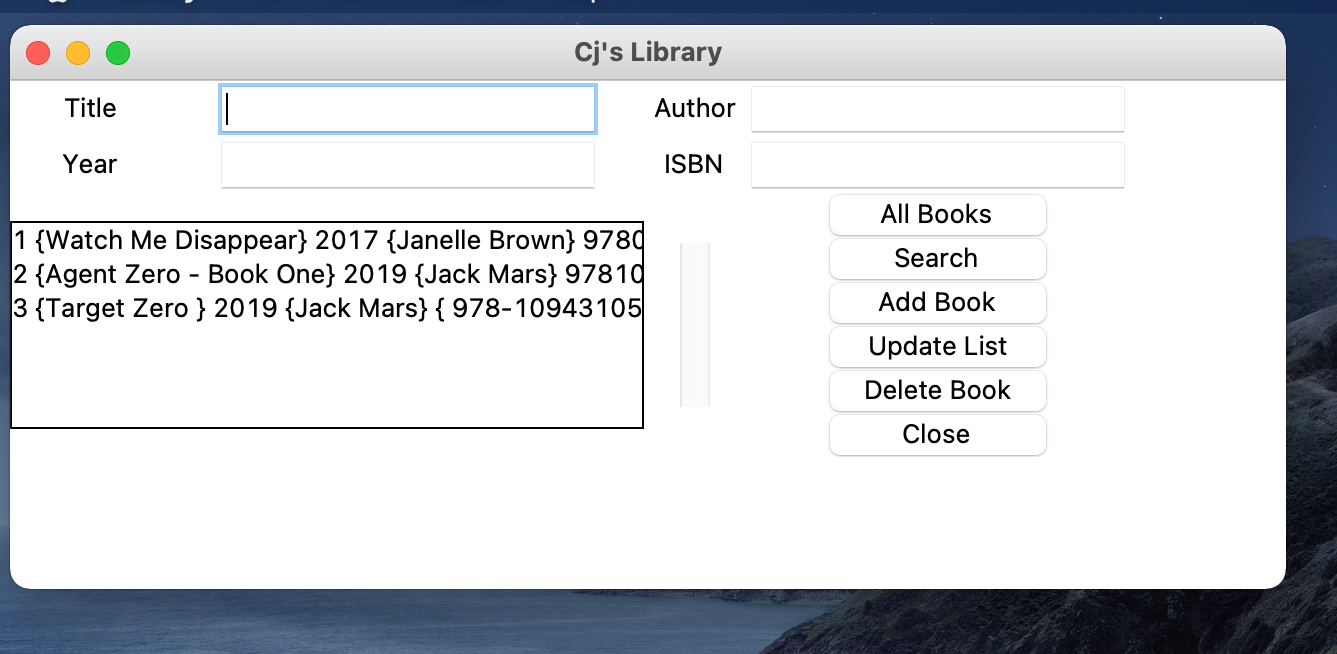 Cj's Library
Title
Author
Year
ISBN
All Books
Search
Add Book
Update List
Delete Book
Close
1 {Watch Me Disappear} 2017 {Janelle Brown} 9780
2 {Agent Zero - Book One} 2019 {Jack Mars} 97810
3 {Target Zero } 2019 {Jack Mars} { 978-10943105